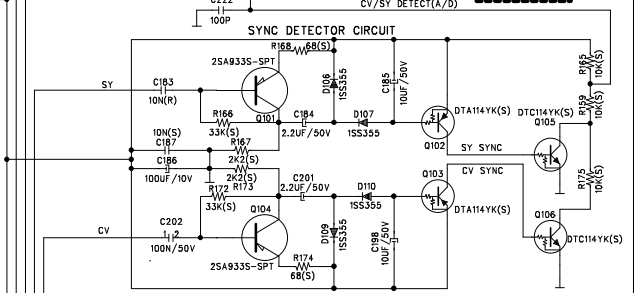 C222
100P
CV/SY DETECT(A/D)
SYNC DETECTOR CIRCUIT
R168
68(S)
2SA933S-SPT
SY
C183
10N(R)
D106
1SS355
C185
10UF/50V
R165
10K(S)
R159
10K(S)
Q101
R166
33K(S)
C184
2.2UF/50V
D107
1SS355
DTA114YK(S)
Q102
DTC114YK(S)
Q105
10N(S)
C187
C186
100UF/10V
R167
2K2(S)
2K2(S)
R173
SY SYNC
CV SYNC
R172
33K(S)
C201
2.2UF/50V
D110
1SS355
Q103
DTA114YK(S)
R175
10K(S)
CV
C202
1 2
100N/50V
Q104
2SA933S-SPT
D109
1SS355
C198
10UF/50V
R174
68(S)
Q106
DTC114YK(S)